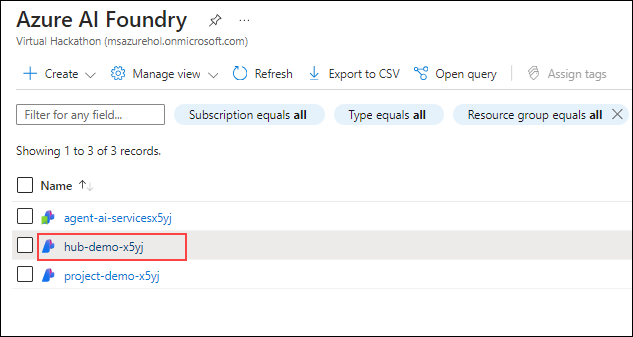 Azure AI Foundry ...
Virtual Hackathon (msazurehol.onmicrosoft.com)
+ Create Manage view Refresh Export to CSV Open query Assign tags
Filter for any field... Subscription equals all Type equals all Resource group equals all ×
Showing 1 to 3 of 3 records.
Name ↑↓
agent-ai-servicesx5yj
hub-demo-x5yj
project-demo-x5yj